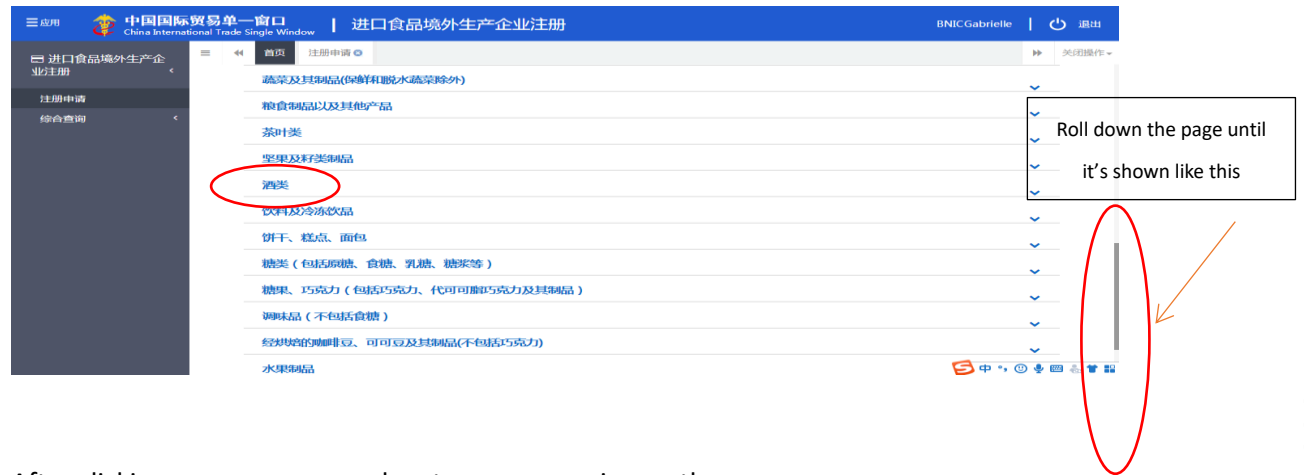 应用
中国国际贸易单一窗口
China International Trade Single Window
进口食品境外生产企业注册
BNICGabrielle
退出
进口食品境外生产企
业注册
注册申请
综合查询
首页
注册申请
关闭操作
蔬菜及其制品(保鲜和脱水蔬菜除外)
粮食制品以及其他产品
茶叶类
坚果及籽类制品
酒类
饮料及冷冻饮品
饼干、糕点、面包
糖类(包括原糖、食糖、乳糖、糖浆等)
糖果、巧克力(包括巧克力、代可可脂巧克力及其制品)
调味品(不包括食糖)
经烘焙的咖啡豆、可可豆及其制品(不包括巧克力)
水果制品
中
Roll down the page until
it's shown like this